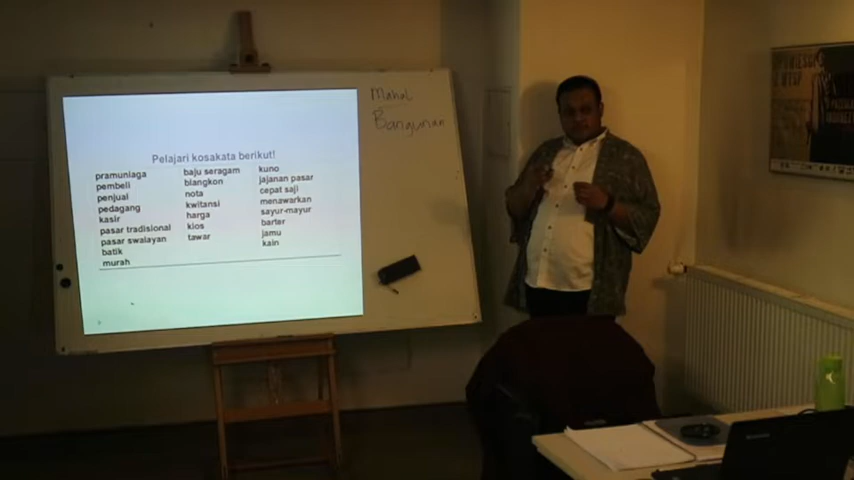 Pelajari kosakata berikut!
pramuniaga
pembeli
penjual
pedagang
kasir
pasar tradisional
pasar swalayan
batik
murah
baju seragam
blangkon
nota
kwitansi
harga
kios
tawar
kuno
jajanan pasar
cepat saji
menawarkan
sayur-mayur
barter
jamu
kain
Mahal
Bangunan